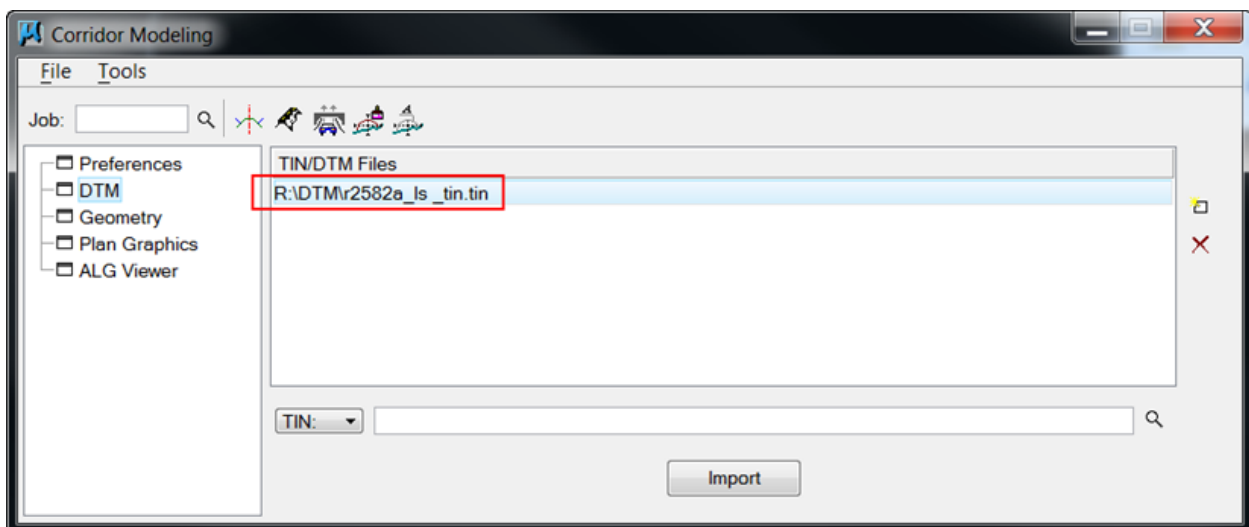 Corridor Modeling
File Tools
Job:
Preferences
DTM
Geometry
Plan Graphics
ALG Viewer
TIN/DTM Files
R:\DTM\r2582a_ls _tin.tin
TIN:
Import